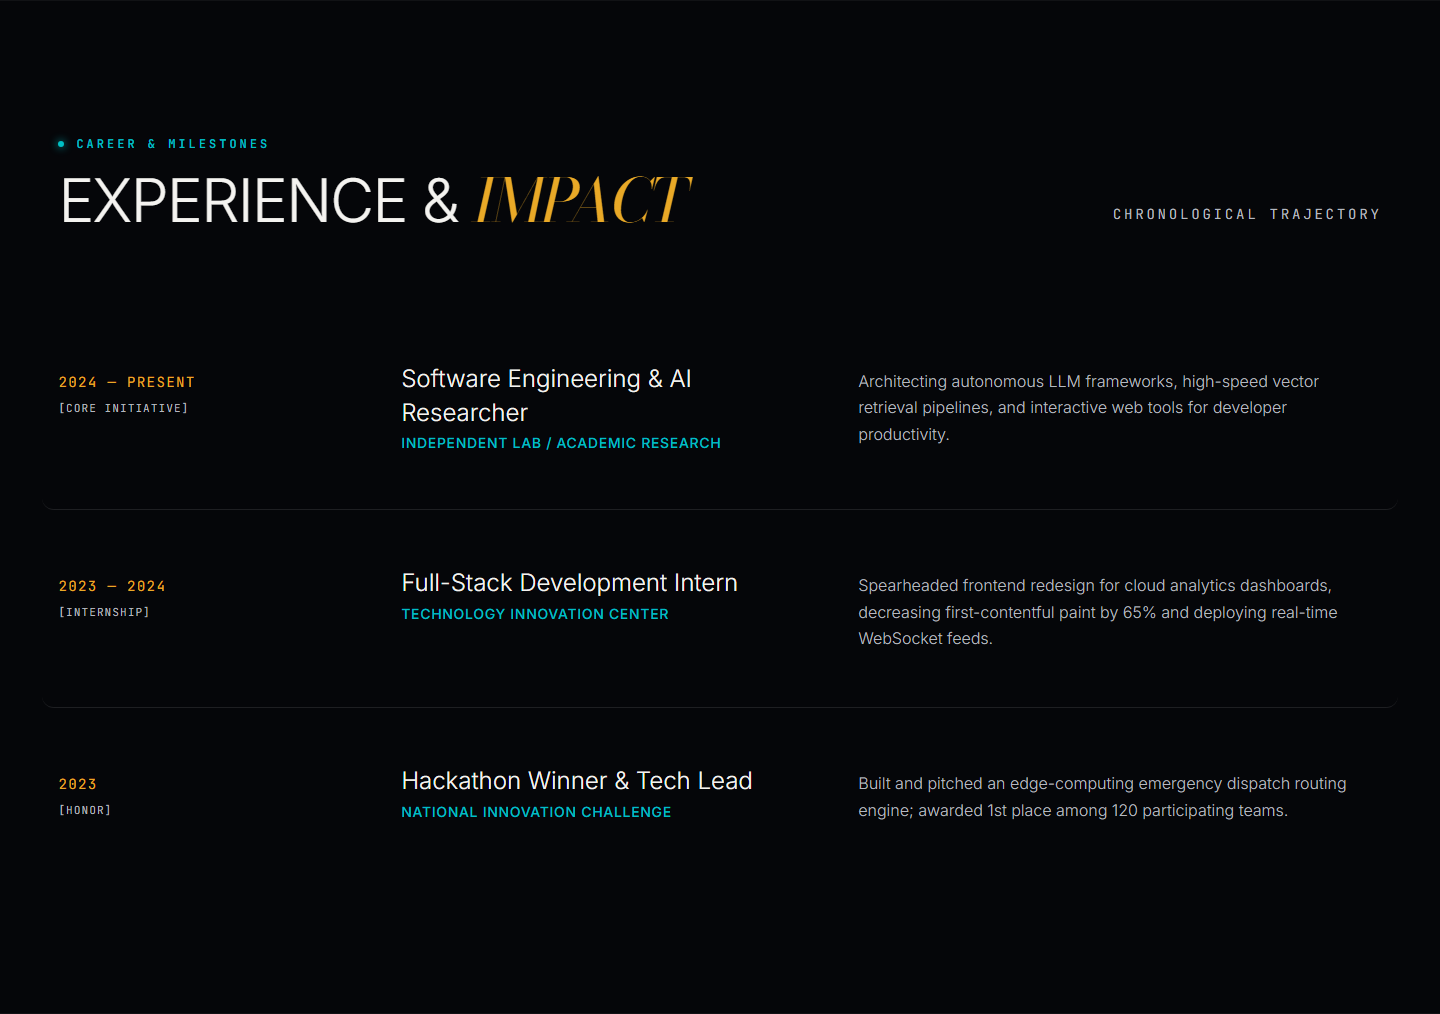 CAREER & MILESTONES
EXPERIENCE & IMPACT
CHRONOLOGICAL TRAJECTORY
2024 — PRESENT
[CORE INITIATIVE]
Software Engineering & AI
Researcher
INDEPENDENT LAB / ACADEMIC RESEARCH
Architecting autonomous LLM frameworks, high-speed vector
retrieval pipelines, and interactive web tools for developer
productivity.
2023 — 2024
[INTERNSHIP]
Full-Stack Development Intern
TECHNOLOGY INNOVATION CENTER
Spearheaded frontend redesign for cloud analytics dashboards,
decreasing first-contentful paint by 65% and deploying real-time
WebSocket feeds.
2023
[HONOR]
Hackathon Winner & Tech Lead
NATIONAL INNOVATION CHALLENGE
Built and pitched an edge-computing emergency dispatch routing
engine; awarded 1st place among 120 participating teams.